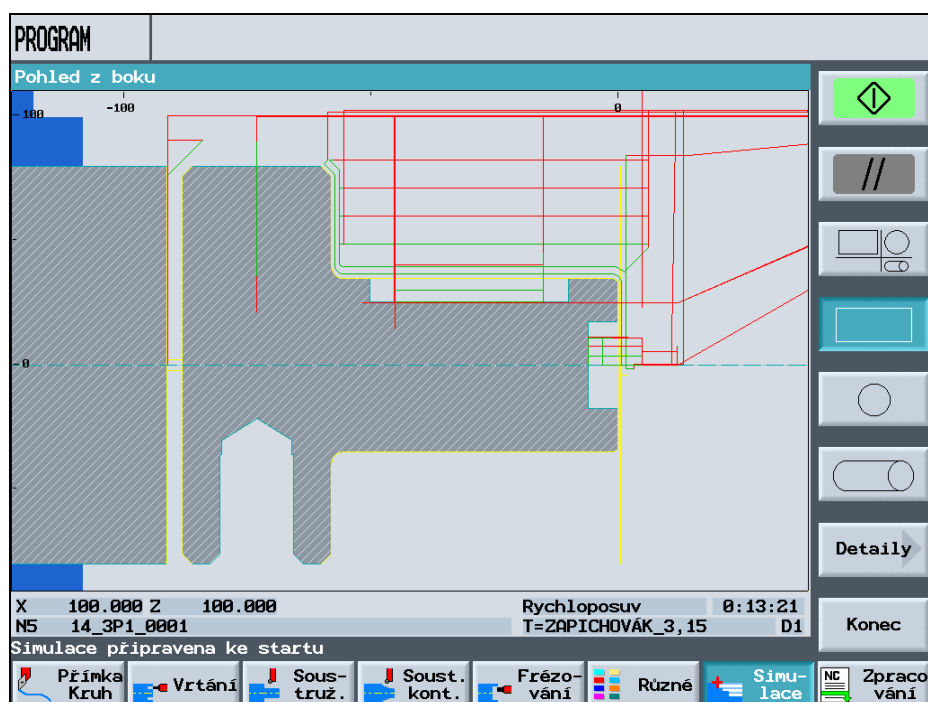 PROGRAM
Pohled z boku
-100 0
100
0
X 100.000 Z 100.000 Rychloposuv 0:13:21
N5 14_3P1_0001 T=ZAPICHOVÁK_3,15 D1
Simulace připravena ke startu
//
Detaily
Konec
Přímka
Kruh
Vrtání
Sous-
truž.
Soust.
kont.
Frézo-
vání
Různé
Simu-
lace
NC
Zpraco
vání